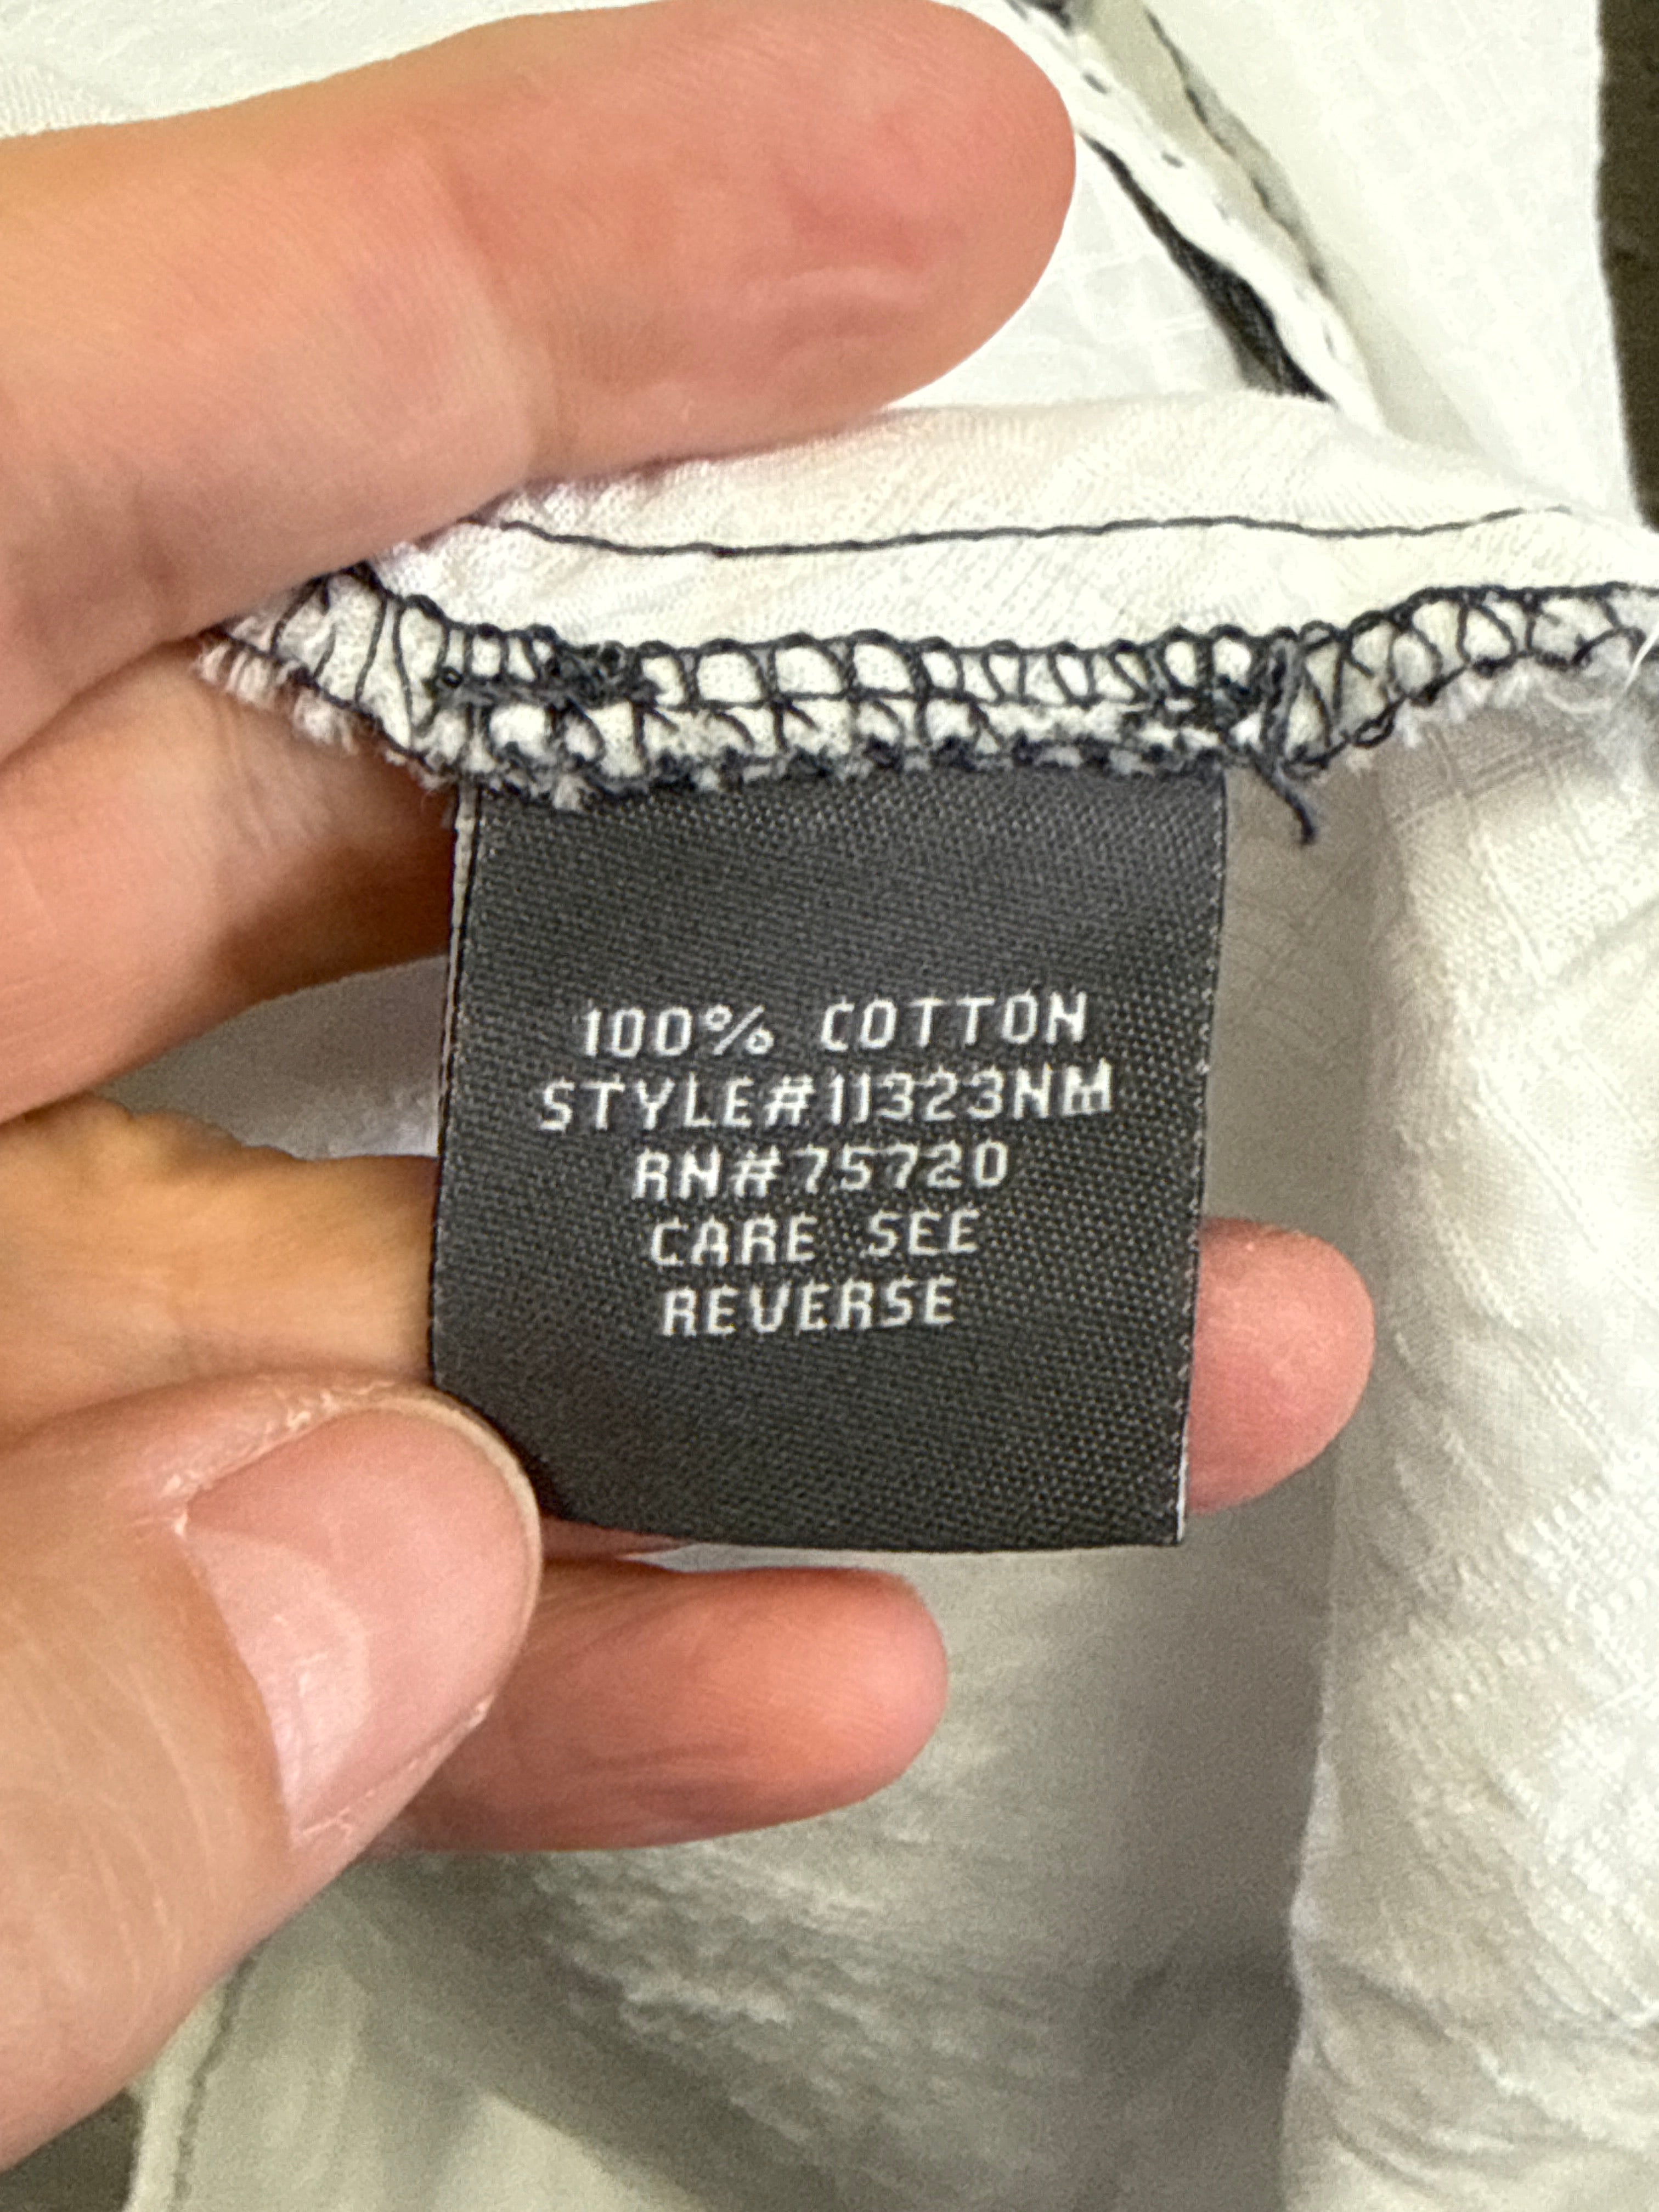 100% COTTON
STYLE#11323NM
RN#75720
CARE SEE
REVERSE